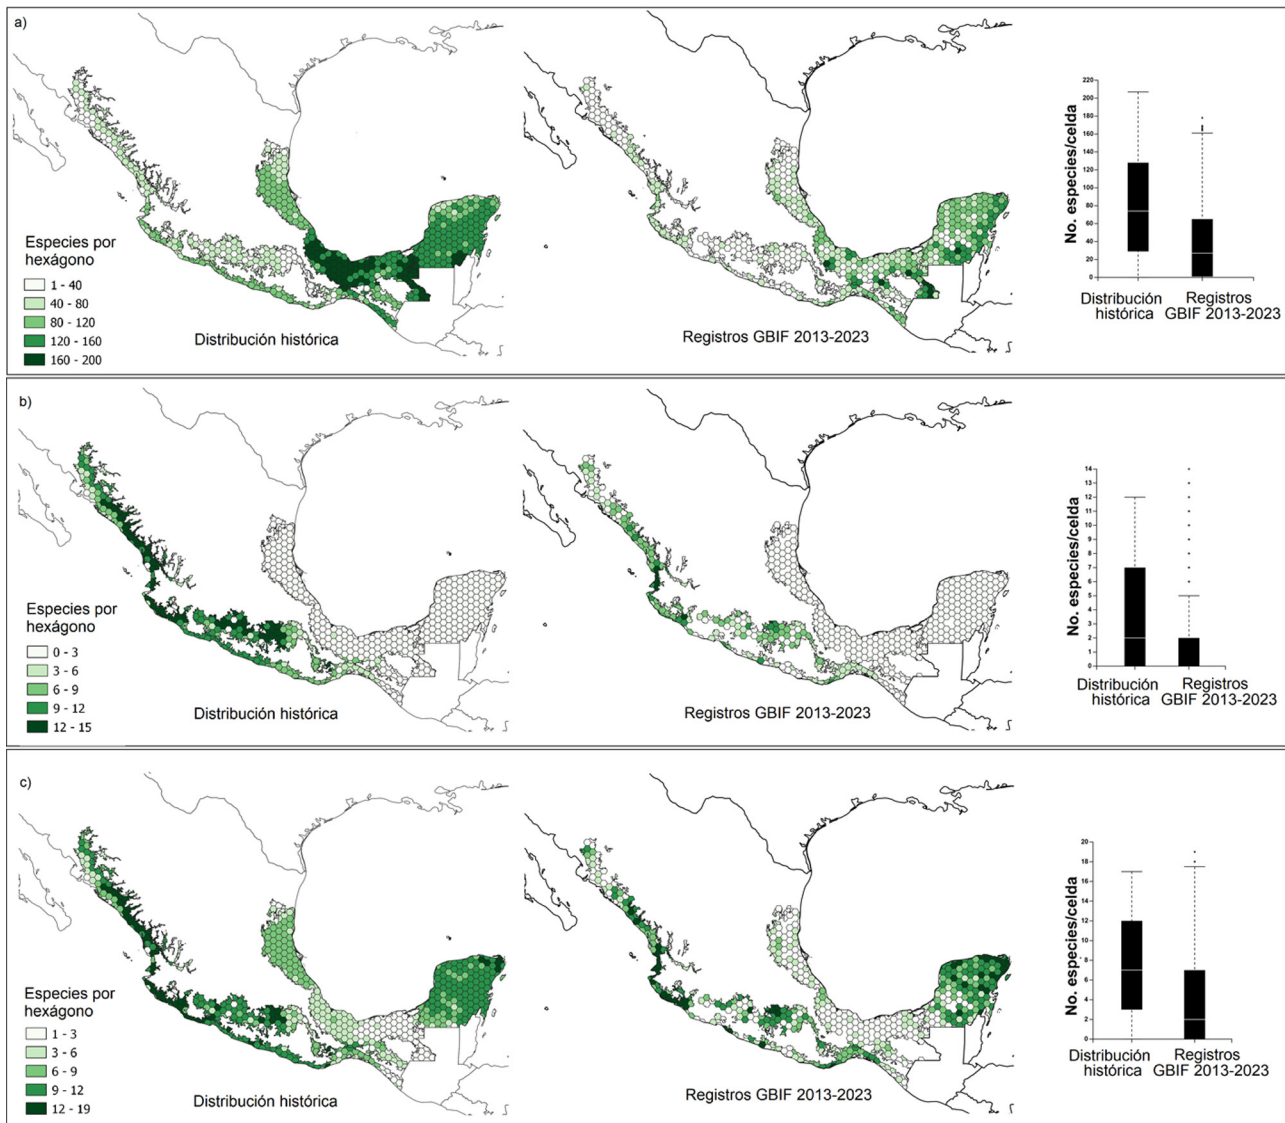 a)
Especies por
hexágono
1 - 40
40 - 80
80 - 120
120 - 160
160 - 200
Distribución histórica
Registros GBIF 2013-2023
No. especies/celda
220
200
180
160
140
120
100
80
60
40
20
0
Distribución
histórica
Registros
GBIF 2013-2023
b)
Especies por
hexágono
0 - 3
3 - 6
6 - 9
9 - 12
12 - 15
Distribución histórica
Registros GBIF 2013-2023
No. especies/celda
14
13
12
11
10
9
8
7
6
5
4
3
2
1
0
Distribución
histórica
Registros
GBIF 2013-2023
c)
Especies por
hexágono
1 - 3
3 - 6
6 - 9
9 - 12
12 - 19
Distribución histórica
Registros GBIF 2013-2023
No. especies/celda
20
18
16
14
12
10
8
6
4
2
0
Distribución
histórica
Registros
GBIF 2013-2023